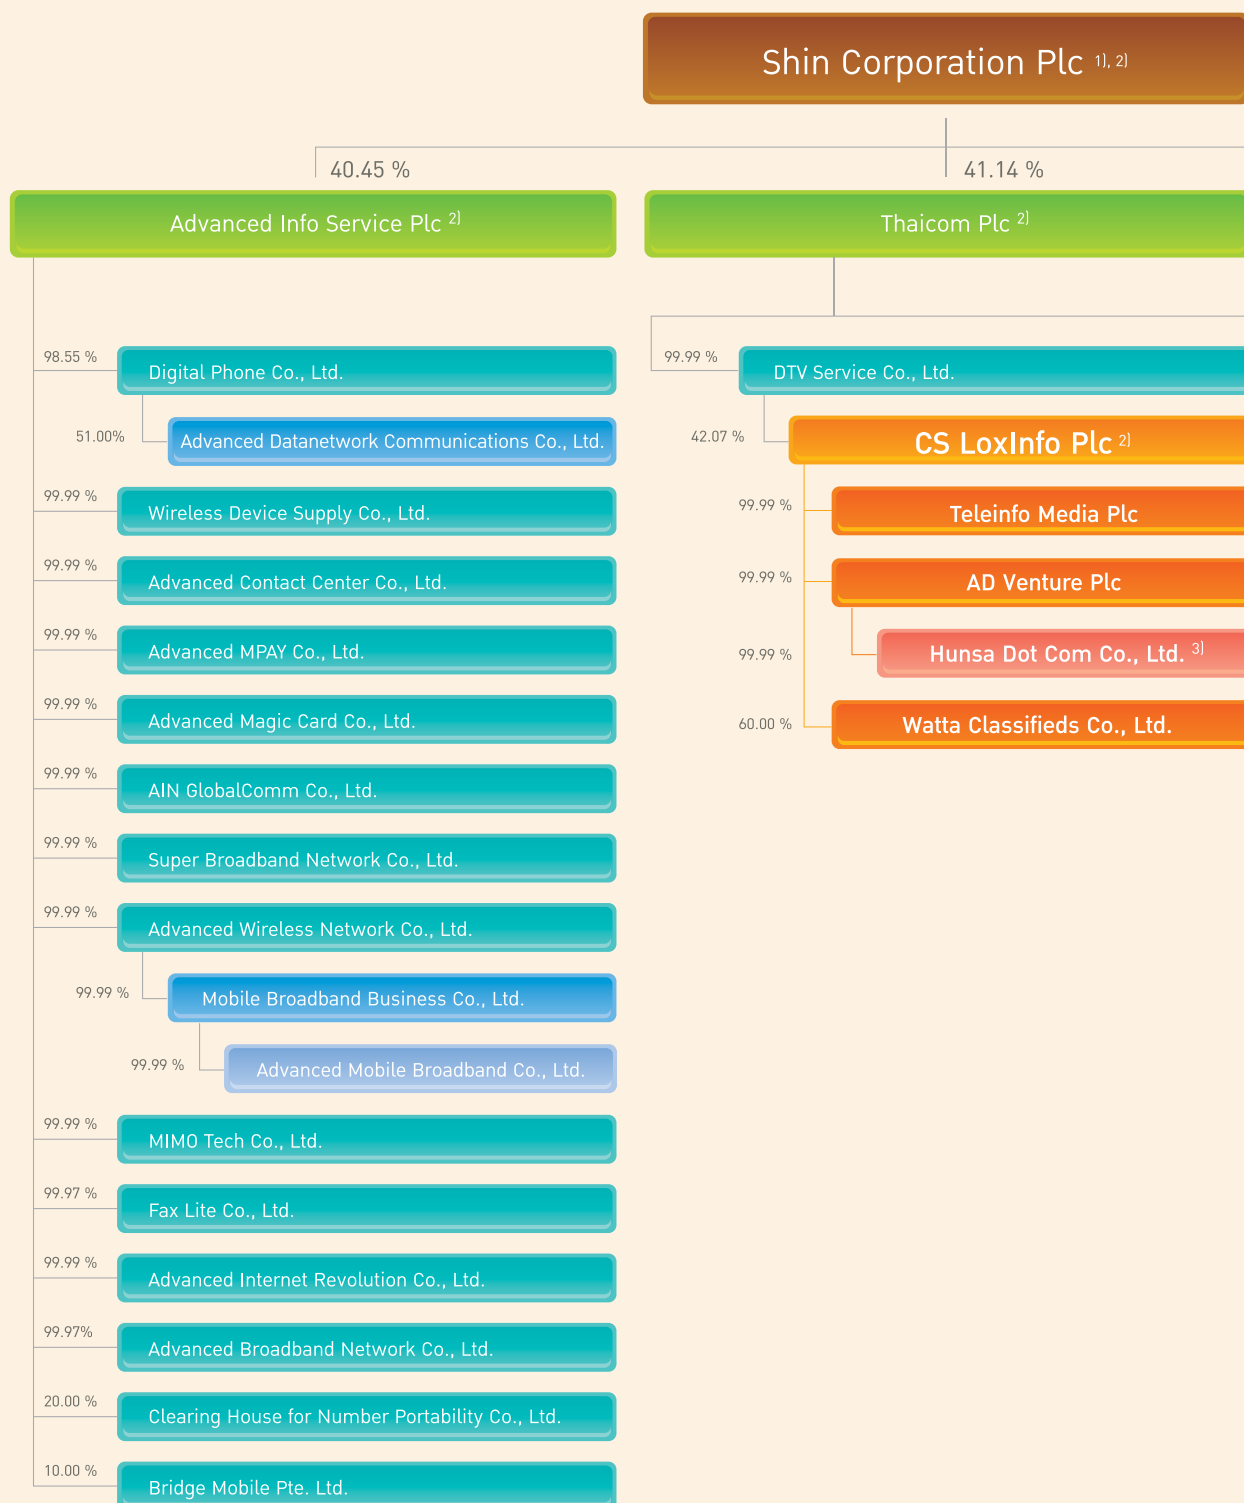 Shin Corporation Plc 1), 2)
40.45 %
41.14 %
Advanced Info Service Plc 2)
Thaicom Plc 2)
98.55 %
Digital Phone Co., Ltd.
51.00%
Advanced Datanetwork Communications Co., Ltd.
99.99 %
Wireless Device Supply Co., Ltd.
99.99 %
Advanced Contact Center Co., Ltd.
99.99 %
Advanced MPAY Co., Ltd.
99.99 %
Advanced Magic Card Co., Ltd.
99.99 %
AIN GlobalComm Co., Ltd.
99.99 %
Super Broadband Network Co., Ltd.
99.99 %
Advanced Wireless Network Co., Ltd.
99.99 %
Mobile Broadband Business Co., Ltd.
99.99 %
Advanced Mobile Broadband Co., Ltd.
99.99 %
MIMO Tech Co., Ltd.
99.97 %
Fax Lite Co., Ltd.
99.99 %
Advanced Internet Revolution Co., Ltd.
99.97%
Advanced Broadband Network Co., Ltd.
20.00 %
Clearing House for Number Portability Co., Ltd.
10.00 %
Bridge Mobile Pte. Ltd.
99.99 %
DTV Service Co., Ltd.
42.07 %
CS LoxInfo Plc 2)
99.99 %
Teleinfo Media Plc
99.99 %
AD Venture Plc
99.99 %
Hunsa Dot Com Co., Ltd. 3)
60.00 %
Watta Classifieds Co., Ltd.